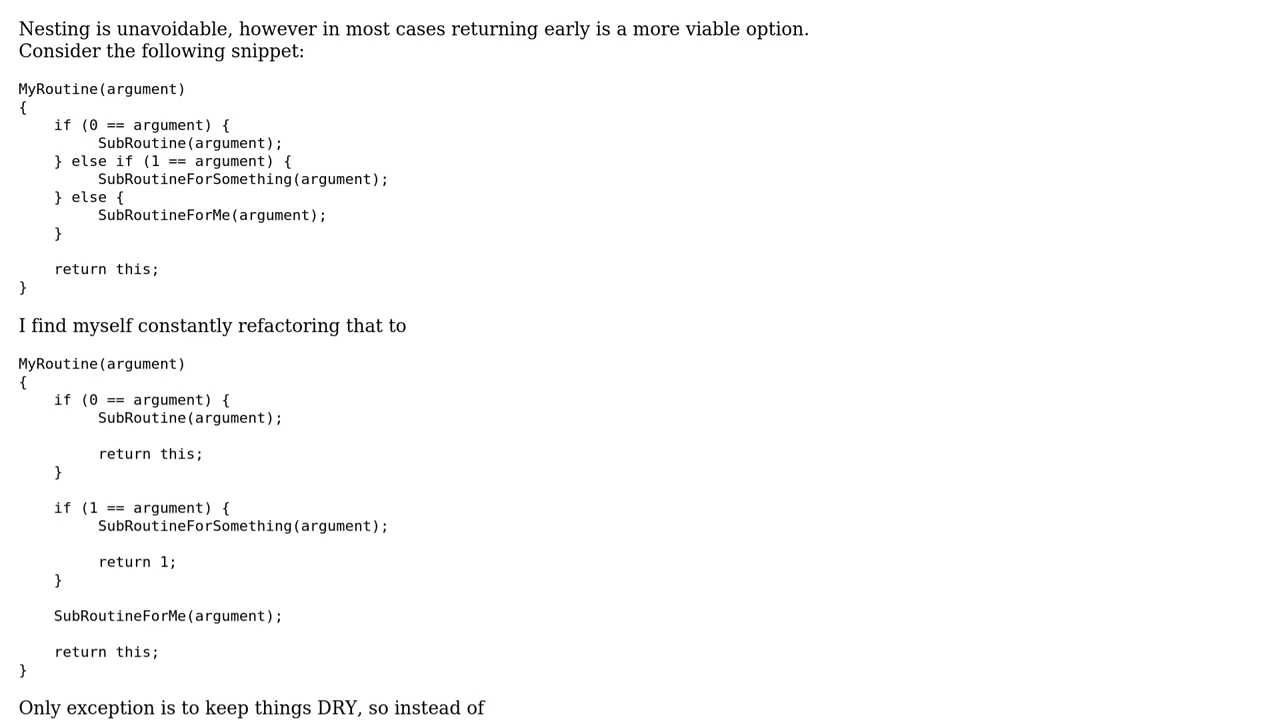 Nesting is unavoidable, however in most cases returning early is a more viable option.
Consider the following snippet:
MyRoutine(argument)
{
    if (0 == argument) {
         SubRoutine(argument);
    } else if (1 == argument) {
         SubRoutineForSomething(argument);
    } else {
         SubRoutineForMe(argument);
    }

    return this;
}
I find myself constantly refactoring that to
MyRoutine(argument)
{
    if (0 == argument) {
         SubRoutine(argument);

         return this;
    }

    if (1 == argument) {
         SubRoutineForSomething(argument);

         return 1;
    }

    SubRoutineForMe(argument);

    return this;
}
Only exception is to keep things DRY, so instead of